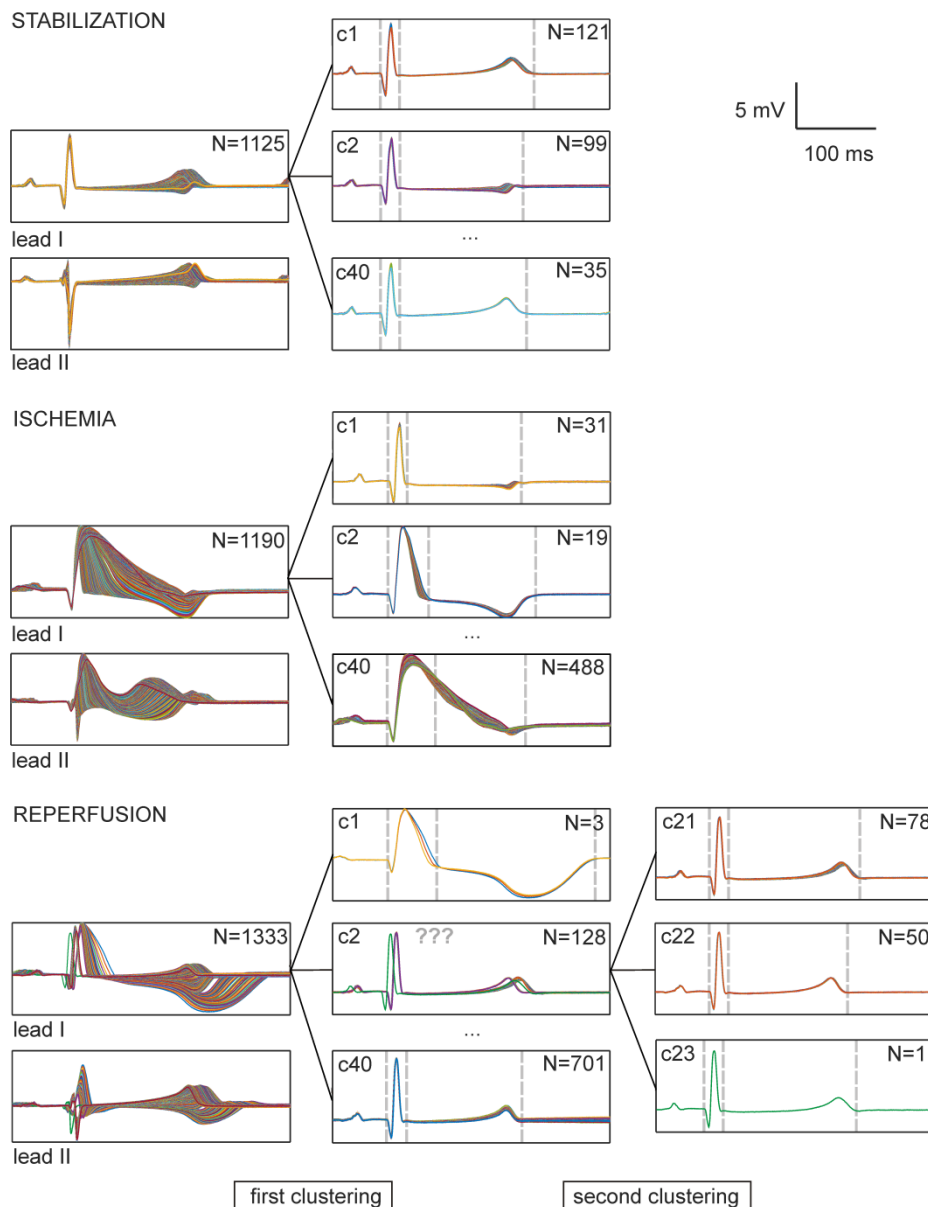 STABILIZATION
c1 N=121
5 mV
100 ms
N=1125
c2 N=99
lead I
...
c40 N=35
lead II
ISCHEMIA
c1 N=31
N=1190
c2 N=19
lead I
...
c40 N=488
lead II
REPERFUSION
c1 N=3
c21 N=78
N=1333
c2 ??? N=128
c22 N=50
lead I
...
c40 N=701
c23 N=1
lead II
first clustering
second clustering